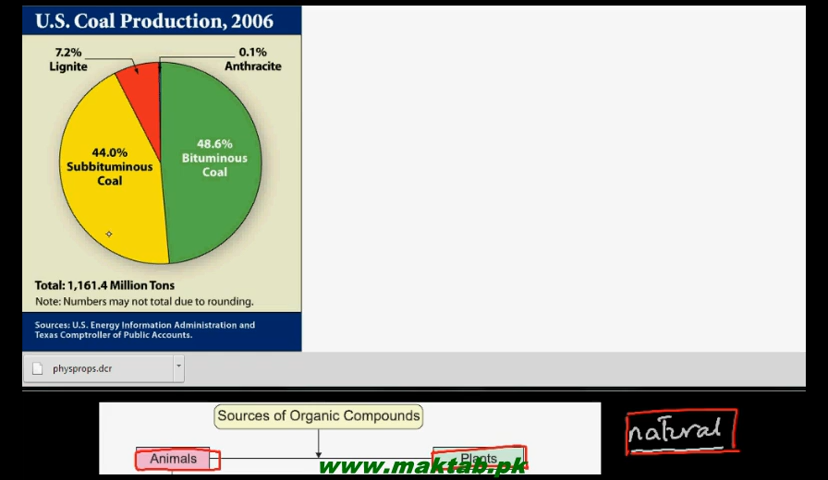 U.S. Coal Production, 2006
7.2%
Lignite
0.1%
Anthracite
48.6%
Bituminous
Coal
44.0%
Subbituminous
Coal
Total: 1,161.4 Million Tons
Note: Numbers may not total due to rounding.
Sources: U.S. Energy Information Administration and
Texas Comptroller of Public Accounts.
physprops.dcr
Sources of Organic Compounds
natural
Animals
Plants
www.maktab.pk